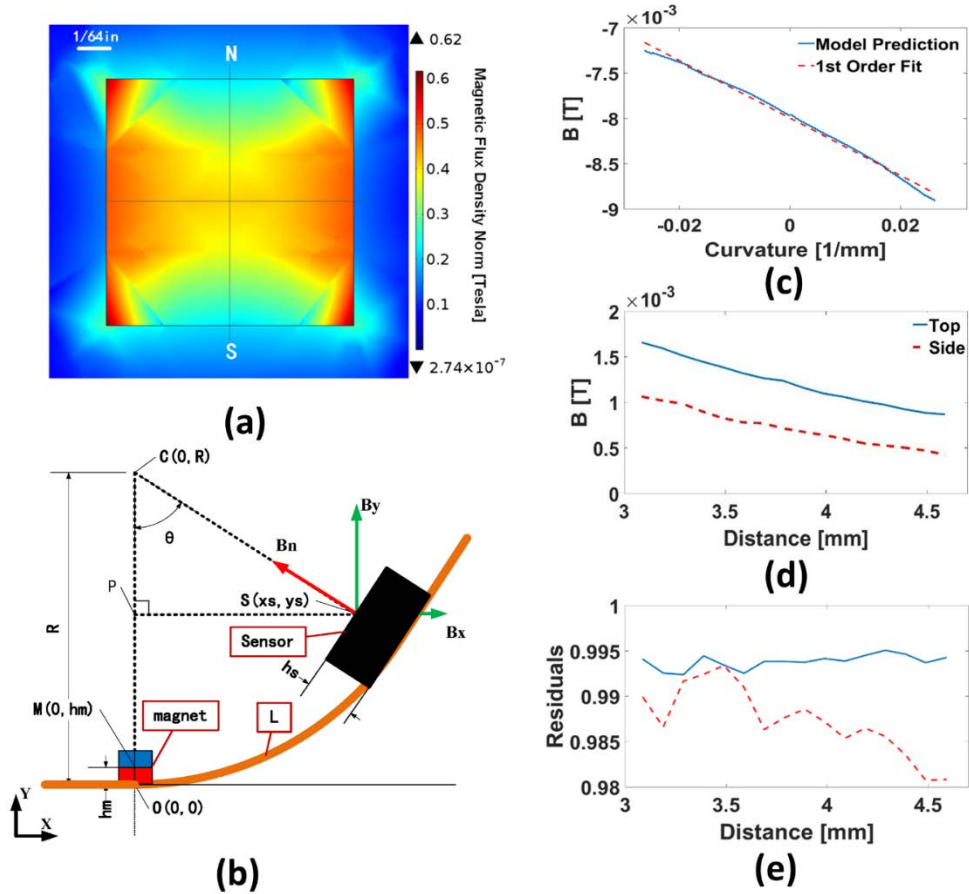 1/64in
N
S
0.62
0.6
0.5
0.4
0.3
0.2
0.1
2.74×10⁻⁷
Magnetic Flux Density Norm [Tesla]
(a)
C(0,R)
θ
By
Bn
P
S(xs,ys)
Bx
R
Sensor
hs
M(0,hm)
magnet
L
hm
O(0,0)
Y
X
(b)
×10⁻³
-7
-7.5
-8
-8.5
-9
B [T]
Model Prediction
1st Order Fit
-0.02
0
0.02
Curvature [1/mm]
(c)
×10⁻³
2
1.5
1
0.5
0
B [T]
Top
Side
3
3.5
4
4.5
Distance [mm]
(d)
1
0.995
0.99
0.985
0.98
Residuals
3
3.5
4
4.5
Distance [mm]
(e)